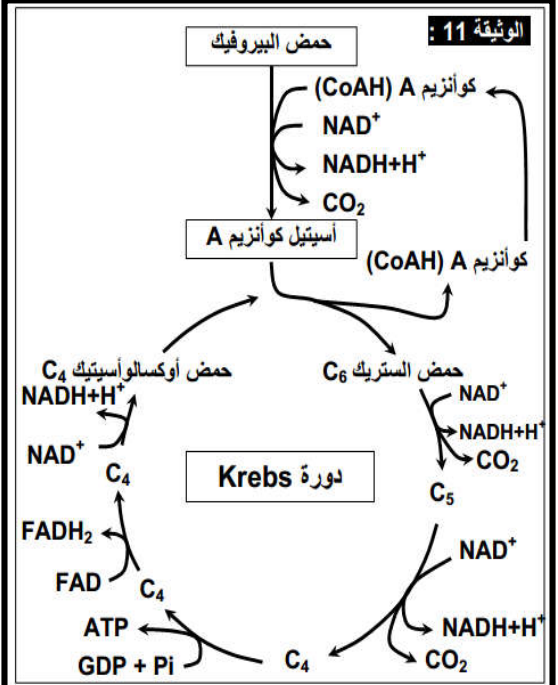 الوثيقة 11 :
حمض البيروفيك
كوأنزيم A (CoAH)
NAD+
NADH+H+
CO2
أسيتيل كوأنزيم A
كوأنزيم A (CoAH)
حمض أوكسالوأسيتيك C4
حمض الستريك C6
NADH+H+
NAD+
NADH+H+
CO2
NAD+
C4
دورة Krebs
C5
FADH2
NAD+
FAD
C4
NADH+H+
ATP
CO2
C4
GDP + Pi